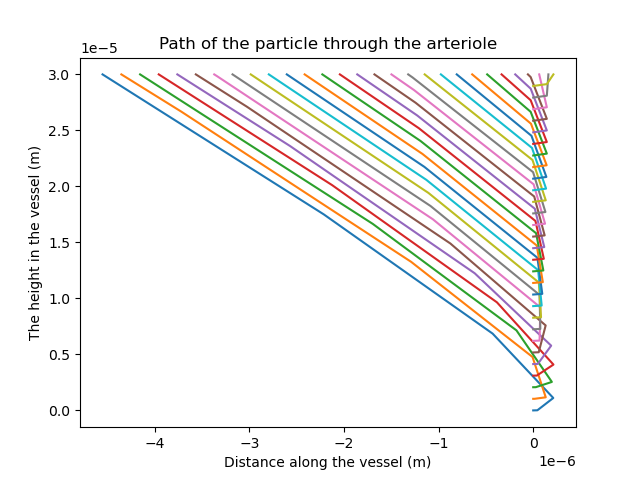 Path of the particle through the arteriole
1e−5
3.0
2.5
2.0
1.5
1.0
0.5
0.0
The height in the vessel (m)
−4
−3
−2
−1
0
Distance along the vessel (m)
1e−6